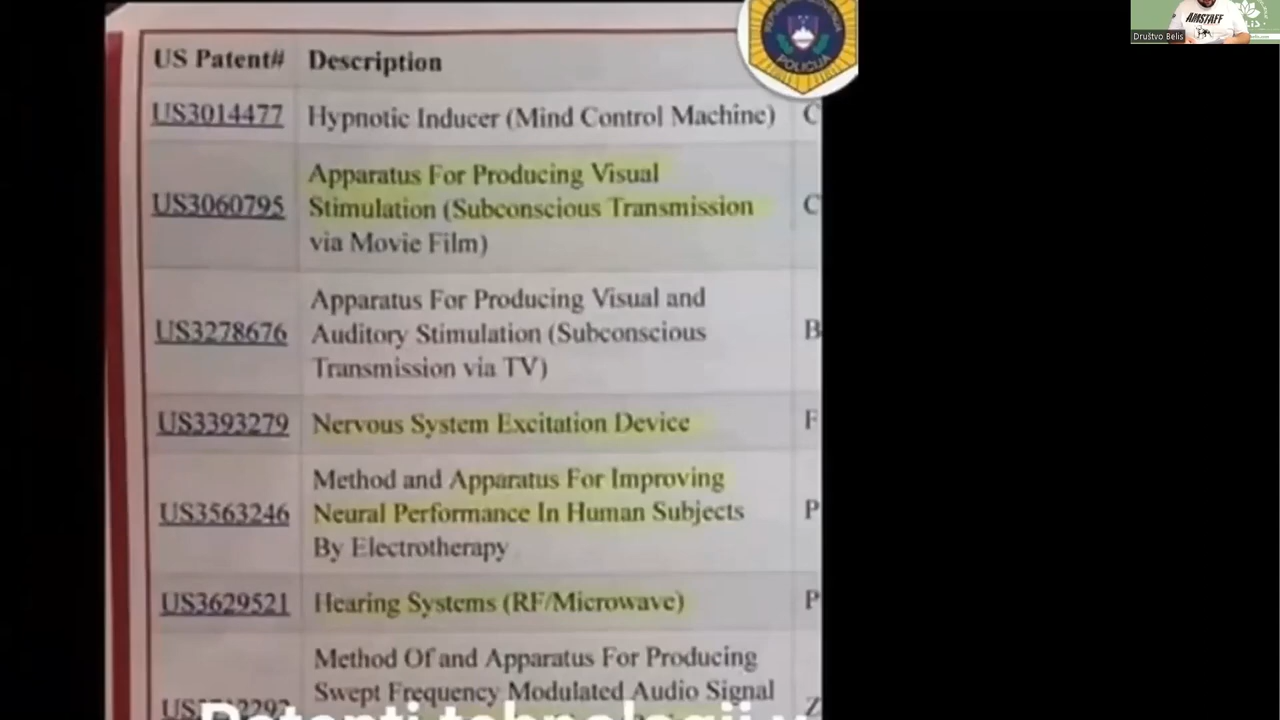 US Patent# Description
US3014477 Hypnotic Inducer (Mind Control Machine) C
Apparatus For Producing Visual
US3060795 Stimulation (Subconscious Transmission C
via Movie Film)
Apparatus For Producing Visual and
US3278676 Auditory Stimulation (Subconscious B
Transmission via TV)
US3393279 Nervous System Excitation Device F
Method and Apparatus For Improving
US3563246 Neural Performance In Human Subjects P
By Electrotherapy
US3629521 Hearing Systems (RF/Microwave) P
Method Of and Apparatus For Producing
Swept Frequency Modulated Audio Signal
Z
POLICIJA
AMSTAFF
Društvo Belis